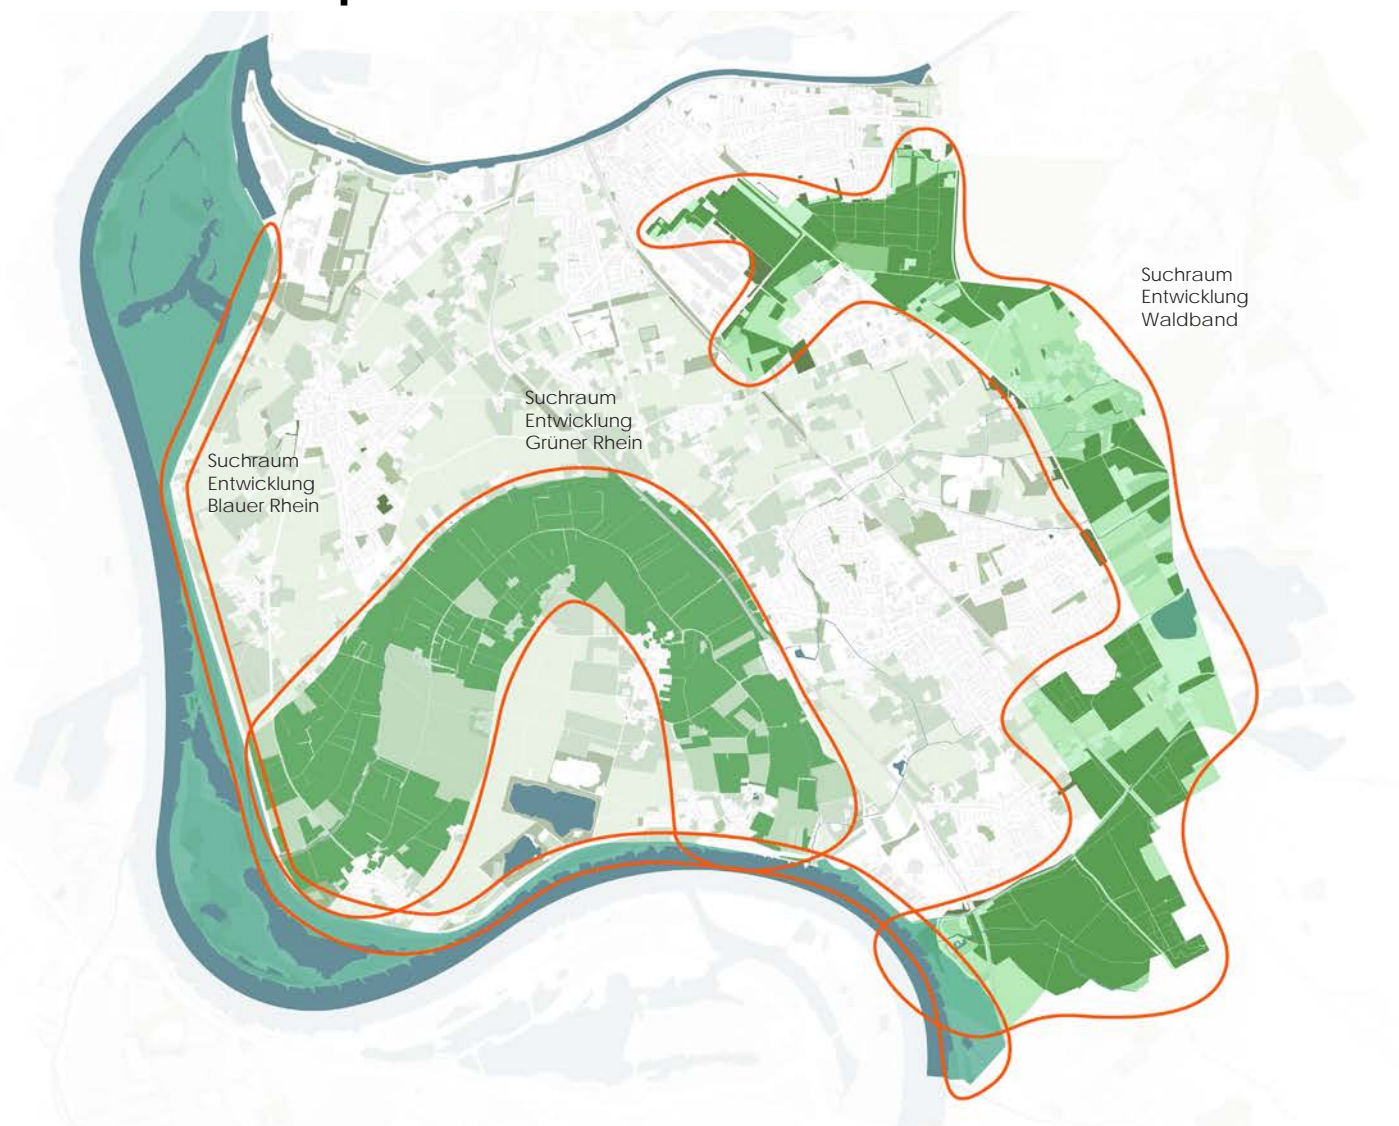 Suchraum
Entwicklung
Waldband
Suchraum
Entwicklung
Grüner Rhein
Suchraum
Entwicklung
Blauer Rhein